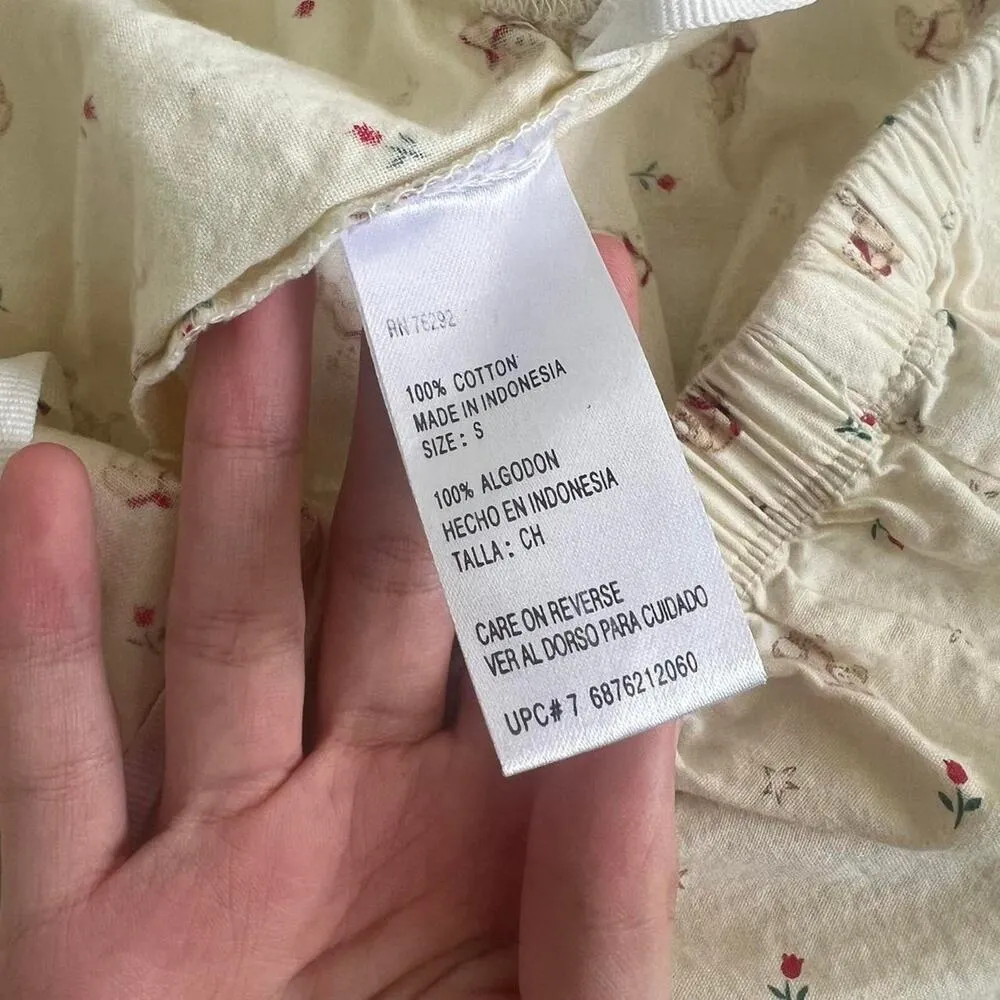 RN 76292
100% COTTON
MADE IN INDONESIA
SIZE: S
100% ALGODON
HECHO EN INDONESIA
TALLA: CH
CARE ON REVERSE
VER AL DORSO PARA CUIDADO
UPC# 7 6876212060